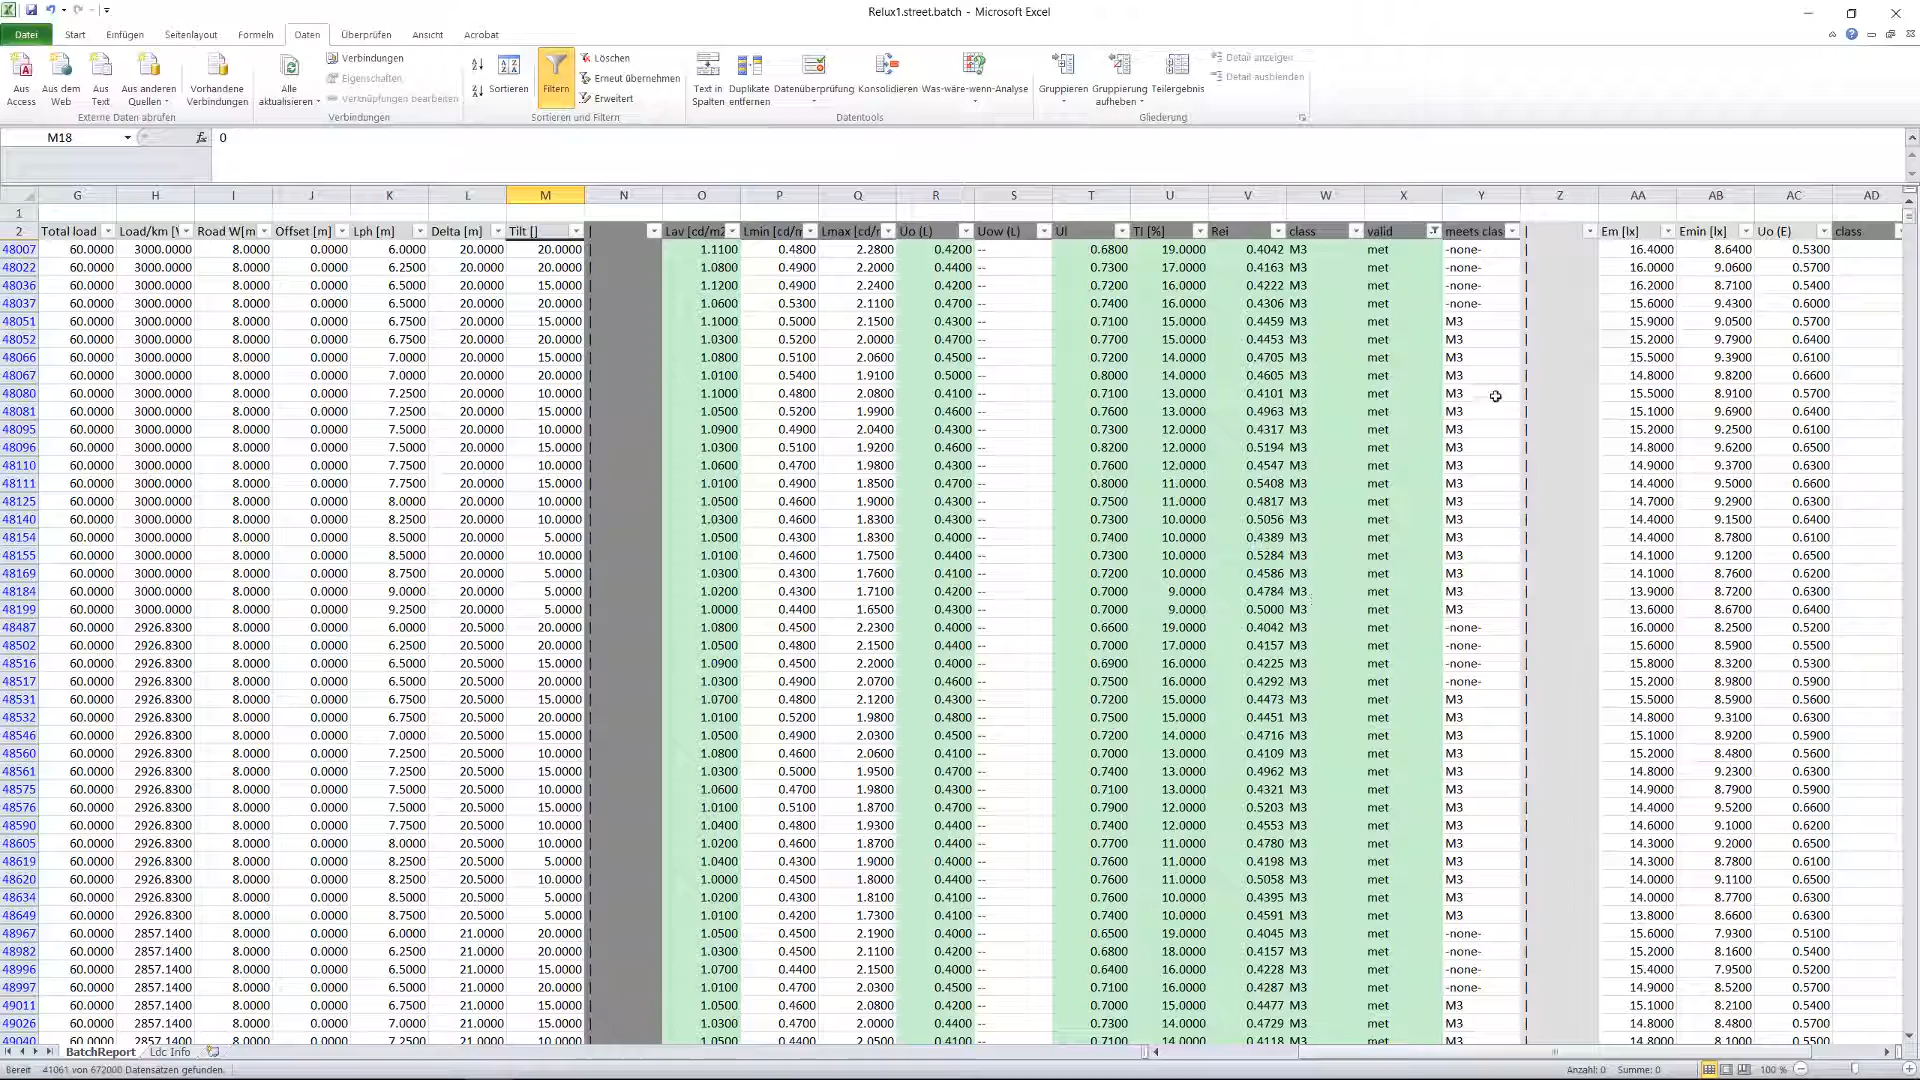 Relux1.street.batch - Microsoft Excel
Datei Start Einfügen Seitenlayout Formeln Daten Überprüfen Ansicht Acrobat
Aus Access Aus dem Web Aus Text Aus anderen Quellen Vorhandene Verbindungen Alle aktualisieren Verbindungen Eigenschaften Verknüpfungen bearbeiten Sortieren Filtern Löschen Erneut übernehmen Erweitert Text in Spalten Duplikate entfernen Datenüberprüfung Konsolidieren Was-wäre-wenn-Analyse Gruppieren Gruppierung aufheben Teilergebnis Detail anzeigen Detail ausblenden
Externe Daten abrufen Verbindungen Sortieren und Filtern Datentools Gliederung
M18 fx 0
G H I J K L M N O P Q R S T U V W X Y Z AA AB AC AD
1
2 Total load Load/km [ Road W[m Offset [m] Lph [m] Delta [m] Tilt [] | Lav [cd/m2 Lmin [cd/m Lmax [cd/m Uo (L) Uow (L) Ul TI [%] Rei class valid meets clas Em [lx] Emin [lx] Uo (E) class
48007 60.0000 3000.0000 8.0000 0.0000 6.0000 20.0000 20.0000 | 1.1100 0.4800 2.2800 0.4200 -- 0.6800 19.0000 0.4042 M3 met -none- | 16.4000 8.6400 0.5300
48022 60.0000 3000.0000 8.0000 0.0000 6.2500 20.0000 20.0000 | 1.0800 0.4900 2.2000 0.4400 -- 0.7300 17.0000 0.4163 M3 met -none- | 16.0000 9.0600 0.5700
48036 60.0000 3000.0000 8.0000 0.0000 6.5000 20.0000 15.0000 | 1.1200 0.4900 2.2400 0.4200 -- 0.7200 16.0000 0.4222 M3 met -none- | 16.2000 8.7100 0.5400
48037 60.0000 3000.0000 8.0000 0.0000 6.5000 20.0000 20.0000 | 1.0600 0.5300 2.1100 0.4700 -- 0.7400 16.0000 0.4306 M3 met -none- | 15.6000 9.4300 0.6000
48051 60.0000 3000.0000 8.0000 0.0000 6.7500 20.0000 15.0000 | 1.1000 0.5000 2.1500 0.4300 -- 0.7100 15.0000 0.4459 M3 met M3 | 15.9000 9.0500 0.5700
48052 60.0000 3000.0000 8.0000 0.0000 6.7500 20.0000 20.0000 | 1.0300 0.5200 2.0000 0.4700 -- 0.7700 15.0000 0.4453 M3 met M3 | 15.2000 9.7900 0.6400
48066 60.0000 3000.0000 8.0000 0.0000 7.0000 20.0000 15.0000 | 1.0800 0.5100 2.0600 0.4500 -- 0.7200 14.0000 0.4705 M3 met M3 | 15.5000 9.3900 0.6100
48067 60.0000 3000.0000 8.0000 0.0000 7.0000 20.0000 20.0000 | 1.0100 0.5400 1.9100 0.5000 -- 0.8000 14.0000 0.4605 M3 met M3 | 14.8000 9.8200 0.6600
48080 60.0000 3000.0000 8.0000 0.0000 7.2500 20.0000 10.0000 | 1.1000 0.4800 2.0800 0.4100 -- 0.7100 13.0000 0.4101 M3 met M3 | 15.5000 8.9100 0.5700
48081 60.0000 3000.0000 8.0000 0.0000 7.2500 20.0000 15.0000 | 1.0500 0.5200 1.9900 0.4600 -- 0.7600 13.0000 0.4963 M3 met M3 | 15.1000 9.6900 0.6400
48095 60.0000 3000.0000 8.0000 0.0000 7.5000 20.0000 10.0000 | 1.0900 0.4900 2.0400 0.4300 -- 0.7300 12.0000 0.4317 M3 met M3 | 15.2000 9.2500 0.6100
48096 60.0000 3000.0000 8.0000 0.0000 7.5000 20.0000 15.0000 | 1.0300 0.5100 1.9200 0.4600 -- 0.8200 12.0000 0.5194 M3 met M3 | 14.8000 9.6200 0.6500
48110 60.0000 3000.0000 8.0000 0.0000 7.7500 20.0000 10.0000 | 1.0600 0.4700 1.9800 0.4300 -- 0.7600 12.0000 0.4547 M3 met M3 | 14.9000 9.3700 0.6300
48111 60.0000 3000.0000 8.0000 0.0000 7.7500 20.0000 15.0000 | 1.0100 0.4900 1.8500 0.4700 -- 0.8000 11.0000 0.5408 M3 met M3 | 14.4000 9.5000 0.6600
48125 60.0000 3000.0000 8.0000 0.0000 8.0000 20.0000 10.0000 | 1.0500 0.4600 1.9000 0.4300 -- 0.7500 11.0000 0.4817 M3 met M3 | 14.7000 9.2900 0.6300
48140 60.0000 3000.0000 8.0000 0.0000 8.2500 20.0000 10.0000 | 1.0300 0.4600 1.8300 0.4300 -- 0.7300 10.0000 0.5056 M3 met M3 | 14.4000 9.1500 0.6400
48154 60.0000 3000.0000 8.0000 0.0000 8.5000 20.0000 5.0000 | 1.0500 0.4300 1.8300 0.4000 -- 0.7400 10.0000 0.4389 M3 met M3 | 14.4000 8.7800 0.6100
48155 60.0000 3000.0000 8.0000 0.0000 8.5000 20.0000 10.0000 | 1.0100 0.4600 1.7500 0.4400 -- 0.7300 10.0000 0.5284 M3 met M3 | 14.1000 9.1200 0.6500
48169 60.0000 3000.0000 8.0000 0.0000 8.7500 20.0000 5.0000 | 1.0300 0.4300 1.7600 0.4100 -- 0.7200 10.0000 0.4586 M3 met M3 | 14.1000 8.7600 0.6200
48184 60.0000 3000.0000 8.0000 0.0000 9.0000 20.0000 5.0000 | 1.0200 0.4300 1.7100 0.4200 -- 0.7000 9.0000 0.4784 M3 met M3 | 13.9000 8.7200 0.6300
48199 60.0000 3000.0000 8.0000 0.0000 9.2500 20.0000 5.0000 | 1.0000 0.4400 1.6500 0.4300 -- 0.7000 9.0000 0.5000 M3 met M3 | 13.6000 8.6700 0.6400
48487 60.0000 2926.8300 8.0000 0.0000 6.0000 20.5000 20.0000 | 1.0800 0.4500 2.2300 0.4000 -- 0.6600 19.0000 0.4042 M3 met -none- | 16.0000 8.2500 0.5200
48502 60.0000 2926.8300 8.0000 0.0000 6.2500 20.5000 20.0000 | 1.0500 0.4800 2.1500 0.4400 -- 0.7000 17.0000 0.4157 M3 met -none- | 15.6000 8.5900 0.5500
48516 60.0000 2926.8300 8.0000 0.0000 6.5000 20.5000 15.0000 | 1.0900 0.4500 2.2000 0.4000 -- 0.6900 16.0000 0.4225 M3 met -none- | 15.8000 8.3200 0.5300
48517 60.0000 2926.8300 8.0000 0.0000 6.5000 20.5000 20.0000 | 1.0300 0.4900 2.0700 0.4600 -- 0.7500 16.0000 0.4292 M3 met -none- | 15.2000 8.9800 0.5900
48531 60.0000 2926.8300 8.0000 0.0000 6.7500 20.5000 15.0000 | 1.0700 0.4800 2.1200 0.4300 -- 0.7200 15.0000 0.4473 M3 met M3 | 15.5000 8.5900 0.5600
48532 60.0000 2926.8300 8.0000 0.0000 6.7500 20.5000 20.0000 | 1.0100 0.5200 1.9800 0.4800 -- 0.7500 15.0000 0.4451 M3 met M3 | 14.8000 9.3100 0.6300
48546 60.0000 2926.8300 8.0000 0.0000 7.0000 20.5000 15.0000 | 1.0500 0.4900 2.0300 0.4500 -- 0.7200 14.0000 0.4716 M3 met M3 | 15.1000 8.9200 0.5900
48560 60.0000 2926.8300 8.0000 0.0000 7.2500 20.5000 10.0000 | 1.0800 0.4600 2.0600 0.4100 -- 0.7000 13.0000 0.4109 M3 met M3 | 15.2000 8.4800 0.5600
48561 60.0000 2926.8300 8.0000 0.0000 7.2500 20.5000 15.0000 | 1.0300 0.5000 1.9500 0.4700 -- 0.7400 13.0000 0.4962 M3 met M3 | 14.8000 9.2300 0.6300
48575 60.0000 2926.8300 8.0000 0.0000 7.5000 20.5000 10.0000 | 1.0600 0.4700 1.9800 0.4300 -- 0.7100 13.0000 0.4321 M3 met M3 | 14.9000 8.7900 0.5900
48576 60.0000 2926.8300 8.0000 0.0000 7.5000 20.5000 15.0000 | 1.0100 0.5100 1.8700 0.4700 -- 0.7900 12.0000 0.5203 M3 met M3 | 14.4000 9.5200 0.6600
48590 60.0000 2926.8300 8.0000 0.0000 7.7500 20.5000 10.0000 | 1.0400 0.4800 1.9300 0.4400 -- 0.7400 12.0000 0.4553 M3 met M3 | 14.6000 9.1000 0.6200
48605 60.0000 2926.8300 8.0000 0.0000 8.0000 20.5000 10.0000 | 1.0200 0.4600 1.8700 0.4400 -- 0.7700 11.0000 0.4780 M3 met M3 | 14.3000 9.2000 0.6500
48619 60.0000 2926.8300 8.0000 0.0000 8.2500 20.5000 5.0000 | 1.0400 0.4300 1.9000 0.4000 -- 0.7600 11.0000 0.4198 M3 met M3 | 14.3000 8.7800 0.6100
48620 60.0000 2926.8300 8.0000 0.0000 8.2500 20.5000 10.0000 | 1.0000 0.4500 1.8000 0.4400 -- 0.7600 11.0000 0.5058 M3 met M3 | 14.0000 9.1100 0.6500
48634 60.0000 2926.8300 8.0000 0.0000 8.5000 20.5000 5.0000 | 1.0200 0.4300 1.8100 0.4100 -- 0.7600 10.0000 0.4395 M3 met M3 | 14.0000 8.7700 0.6300
48649 60.0000 2926.8300 8.0000 0.0000 8.7500 20.5000 5.0000 | 1.0100 0.4200 1.7300 0.4100 -- 0.7400 10.0000 0.4591 M3 met M3 | 13.8000 8.6600 0.6300
48967 60.0000 2857.1400 8.0000 0.0000 6.0000 21.0000 20.0000 | 1.0500 0.4500 2.1900 0.4000 -- 0.6500 19.0000 0.4045 M3 met -none- | 15.6000 7.9300 0.5100
48982 60.0000 2857.1400 8.0000 0.0000 6.2500 21.0000 20.0000 | 1.0300 0.4500 2.1100 0.4200 -- 0.6800 18.0000 0.4157 M3 met -none- | 15.2000 8.1600 0.5400
48996 60.0000 2857.1400 8.0000 0.0000 6.5000 21.0000 15.0000 | 1.0700 0.4400 2.1500 0.4000 -- 0.6400 16.0000 0.4228 M3 met -none- | 15.4000 7.9500 0.5200
48997 60.0000 2857.1400 8.0000 0.0000 6.5000 21.0000 20.0000 | 1.0100 0.4700 2.0300 0.4500 -- 0.7100 16.0000 0.4287 M3 met -none- | 14.9000 8.5200 0.5700
49011 60.0000 2857.1400 8.0000 0.0000 6.7500 21.0000 15.0000 | 1.0500 0.4600 2.0800 0.4200 -- 0.7000 15.0000 0.4477 M3 met M3 | 15.1000 8.2100 0.5400
49026 60.0000 2857.1400 8.0000 0.0000 7.0000 21.0000 15.0000 | 1.0300 0.4700 2.0000 0.4400 -- 0.7300 14.0000 0.4729 M3 met M3 | 14.8000 8.4800 0.5700
49040 60.0000 2857.1400 8.0000 0.0000 7.2500 21.0000 10.0000 | 1.0500 0.4400 2.0500 0.4100 -- 0.7100 14.0000 0.4118 M3 met M3 | 14.8000 8.1000 0.5500
BatchReport Ldc Info
Bereit 41061 von 672000 Datensätzen gefunden. Anzahl: 0 Summe: 0 100 %